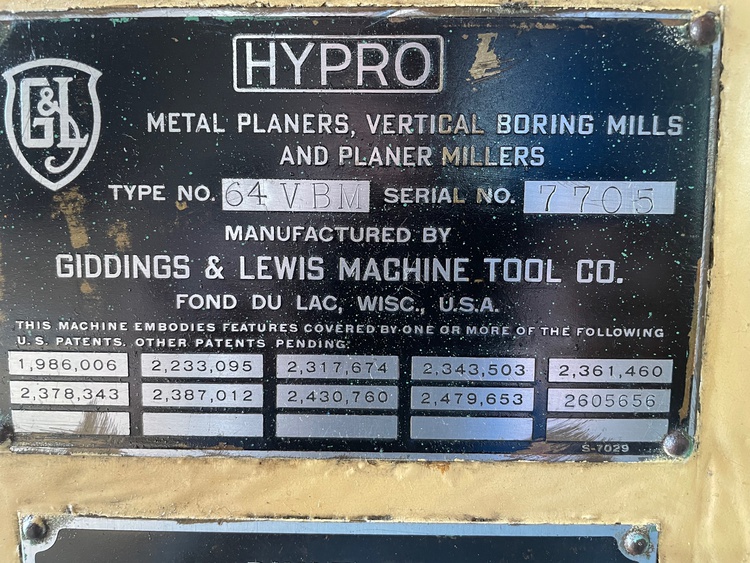 HYPRO
G&L
METAL PLANERS, VERTICAL BORING MILLS
AND PLANER MILLERS
TYPE NO. 64 VBM SERIAL NO. 7705
MANUFACTURED BY
GIDDINGS & LEWIS MACHINE TOOL CO.
FOND DU LAC, WISC., U.S.A.
THIS MACHINE EMBODIES FEATURES COVERED BY ONE OR MORE OF THE FOLLOWING
U. S. PATENTS. OTHER PATENTS PENDING:
1,986,006 2,233,095 2,317,674 2,343,503 2,361,460
2,378,343 2,387,012 2,430,760 2,479,653 2605656
S-7029